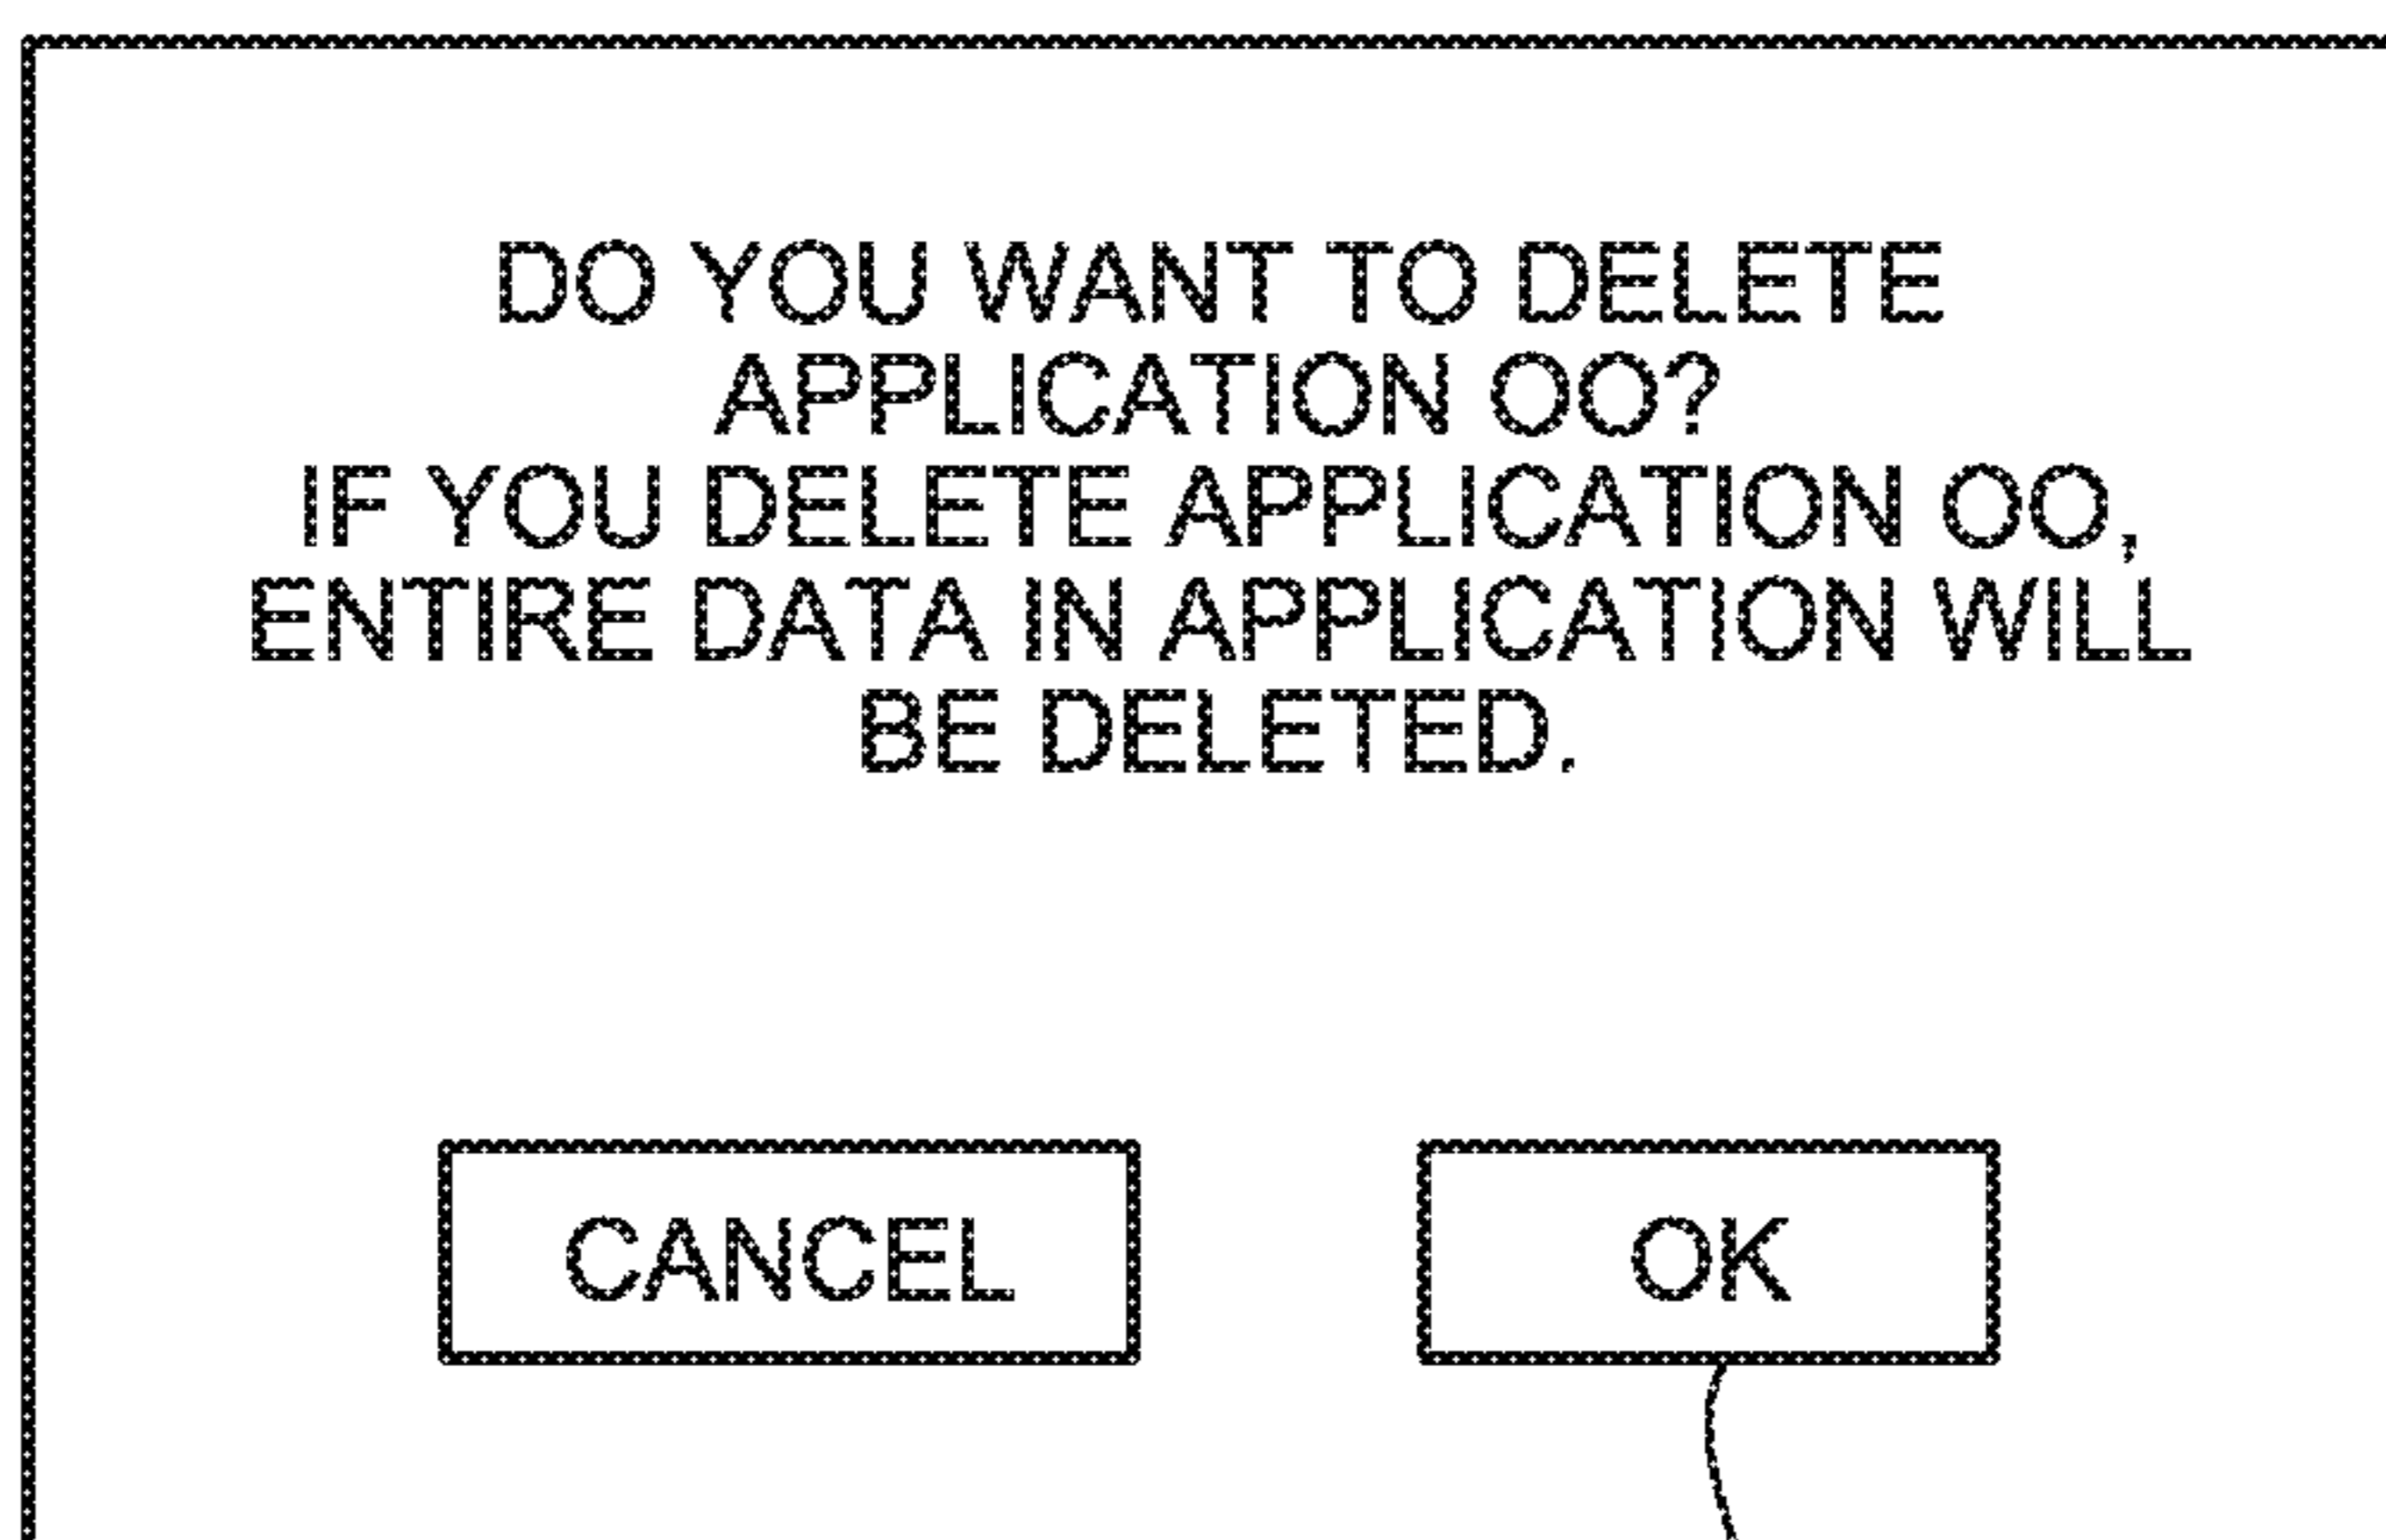 DO YOU WANT TO DELETE
APPLICATION OO?
IF YOU DELETE APPLICATION OO,
ENTIRE DATA IN APPLICATION WILL
BE DELETED.
CANCEL
OK